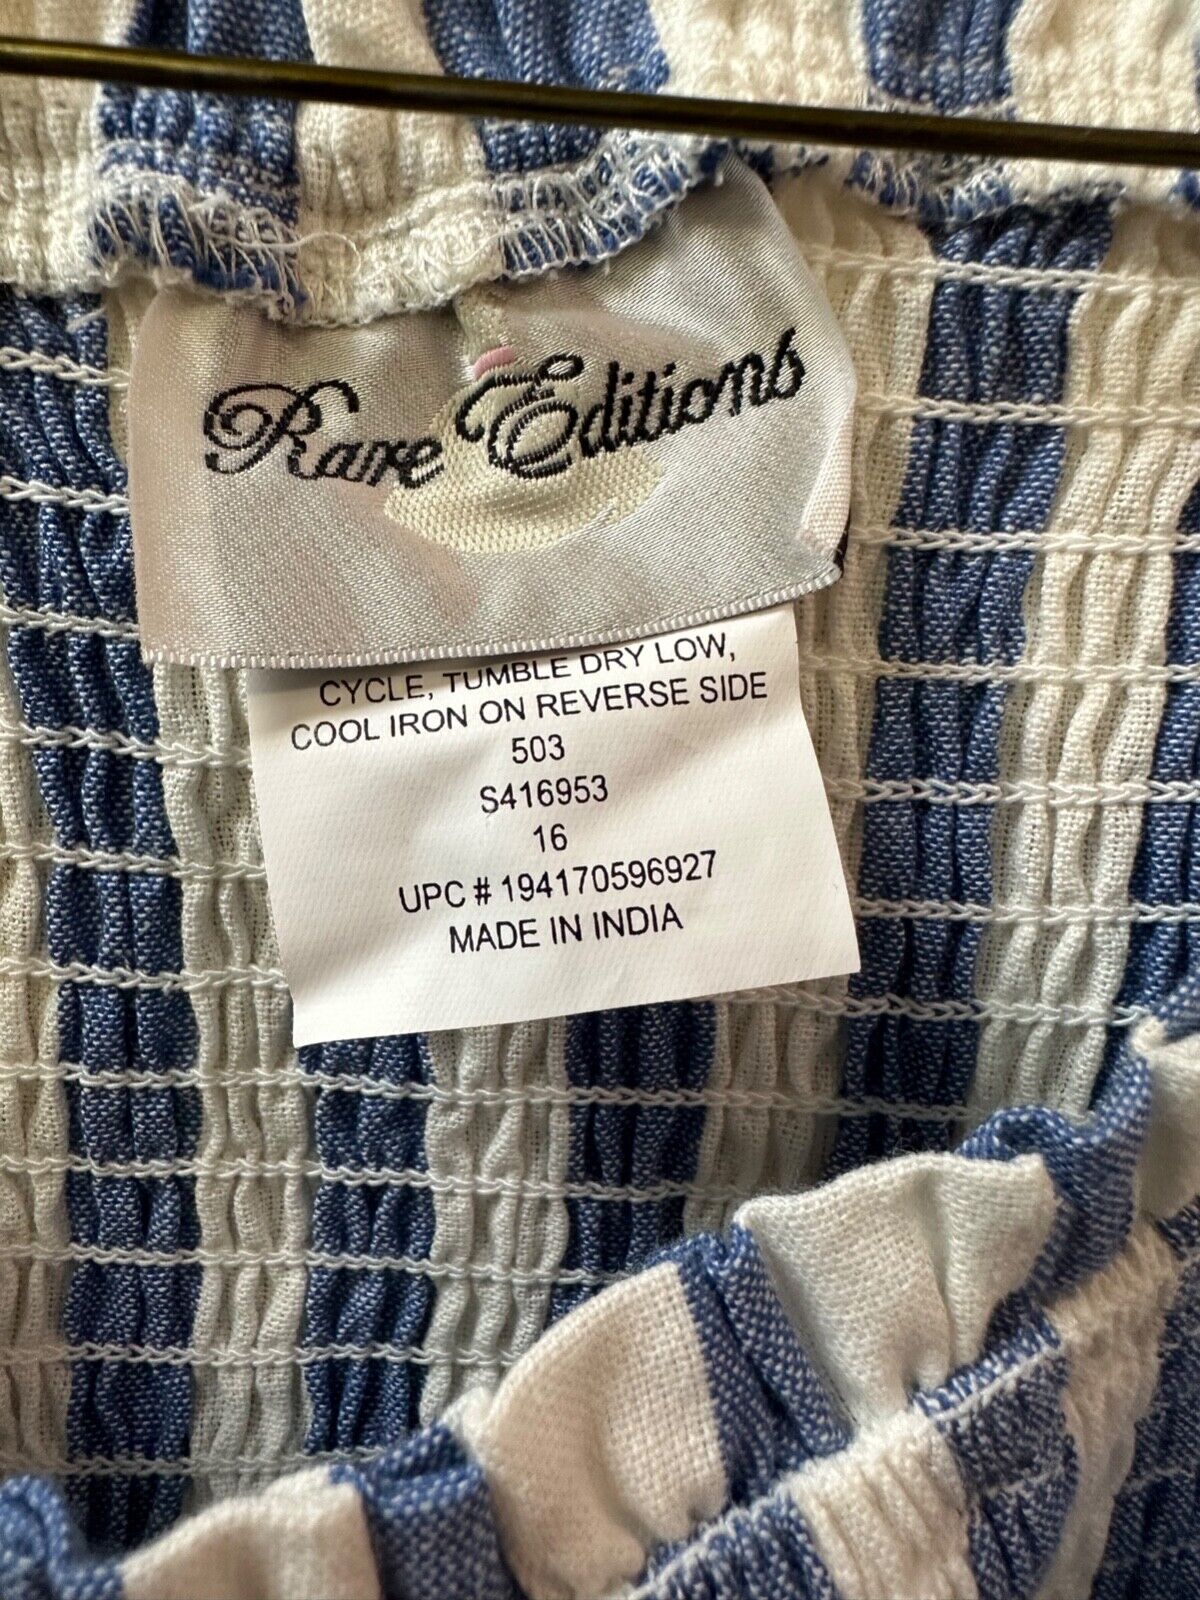 Rare Editions
CYCLE, TUMBLE DRY LOW,
COOL IRON ON REVERSE SIDE
503
S416953
16
UPC # 194170596927
MADE IN INDIA